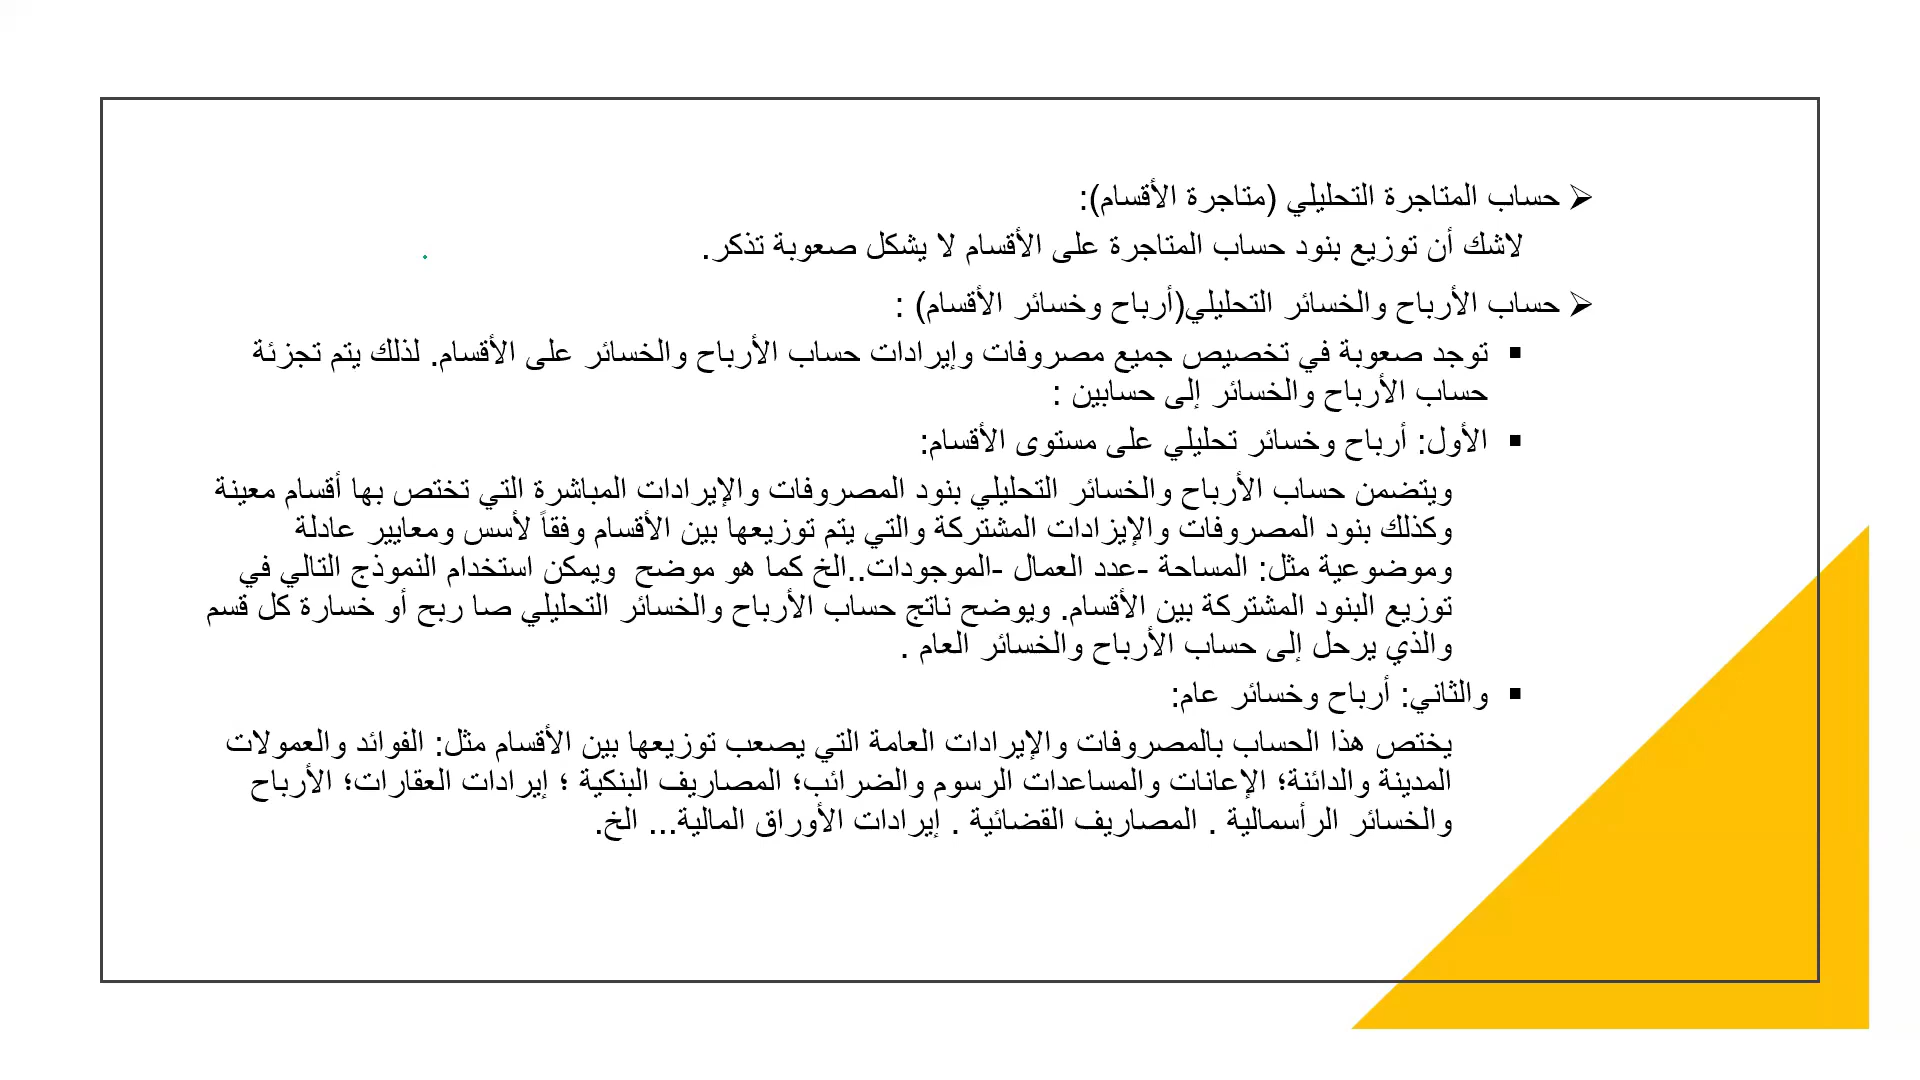 حساب المتاجرة التحليلي (متاجرة الأقسام):
لاشك أن توزيع بنود حساب المتاجرة على الأقسام لا يشكل صعوبة تذكر.
حساب الأرباح والخسائر التحليلي(أرباح وخسائر الأقسام) :
توجد صعوبة في تخصيص جميع مصروفات وإيرادات حساب الأرباح والخسائر على الأقسام. لذلك يتم تجزئة
حساب الأرباح والخسائر إلى حسابين :
الأول: أرباح وخسائر تحليلي على مستوى الأقسام:
ويتضمن حساب الأرباح والخسائر التحليلي بنود المصروفات والإيرادات المباشرة التي تختص بها أقسام معينة
وكذلك بنود المصروفات والإيزادات المشتركة والتي يتم توزيعها بين الأقسام وفقاً لأسس ومعايير عادلة
وموضوعية مثل: المساحة -عدد العمال -الموجودات..الخ كما هو موضح  ويمكن استخدام النموذج التالي في
توزيع البنود المشتركة بين الأقسام. ويوضح ناتج حساب الأرباح والخسائر التحليلي صا ربح أو خسارة كل قسم
والذي يرحل إلى حساب الأرباح والخسائر العام .
والثاني: أرباح وخسائر عام:
يختص هذا الحساب بالمصروفات والإيرادات العامة التي يصعب توزيعها بين الأقسام مثل: الفوائد والعمولات
المدينة والدائنة؛ الإعانات والمساعدات الرسوم والضرائب؛ المصاريف البنكية ؛ إيرادات العقارات؛ الأرباح
والخسائر الرأسمالية . المصاريف القضائية . إيرادات الأوراق المالية... الخ.